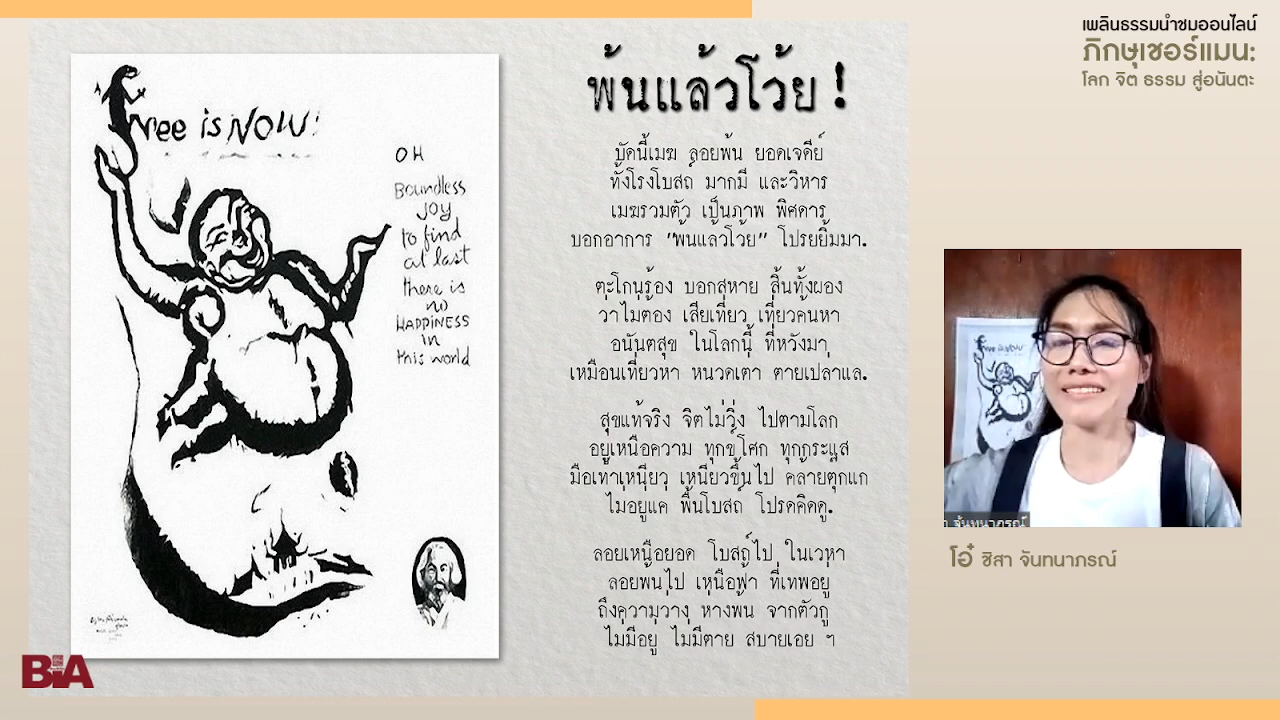 เพลินธรรมนำชมออนไลน์
ภิกษุเชอร์แมน:
โลก จิต ธรรม สู่อนันตะ
Free is NOW!
OH
Boundless
joy
to find
at last
there is
no
HAPPINESS
in
this world
พ้นแล้วโว้ย !
บัดนี้เมฆ ลอยพ้น ยอดเจดีย์
ทั้งโรงโบสถ์ มากมี และวิหาร
เมฆรวมตัว เป็นภาพ พิศดาร
บอกอาการ "พ้นแล้วโว้ย" โปรยยิ้มมา.
ตะโกนร้อง บอกสหาย สิ้นทั้งผอง
ว่าไม่ต้อง เสียเที่ยว เที่ยวค้นหา
อนันตสุข ในโลกนี้ ที่หวังมา
เหมือนเที่ยวหา หนวดเต่า ตายเปล่าแล.
สุขแท้จริง จิตไม่วิ่ง ไปตามโลก
อยู่เหนือความ ทุกข์โศก ทุกกระแส
มือเท้าเหนียว เหนียวขึ้นไป คล้ายตุกแก
ไม่อยู่แค่ พื้นโบสถ์ โปรดคิดดู.
ลอยเหนือยอด โบสถ์ไป ในเวหา
ลอยพ้นไป เหนือฟ้า ที่เทพอยู่
ถึงความว่าง ห่างพ้น จากตัวกู
ไม่มีอยู่ ไม่มีตาย สบายเอย ฯ
จันทนาภรณ์
โอ๋ ชิสา จันทนาภรณ์
BIA